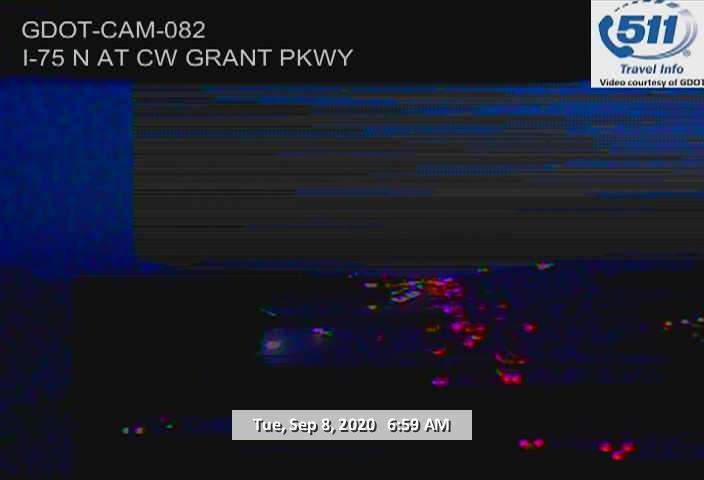 GDOT-CAM-082
I-75 N AT CW GRANT PKWY
511
®
Travel Info
Video courtesy of GDOT
Tue, Sep 8, 2020 6:59 AM